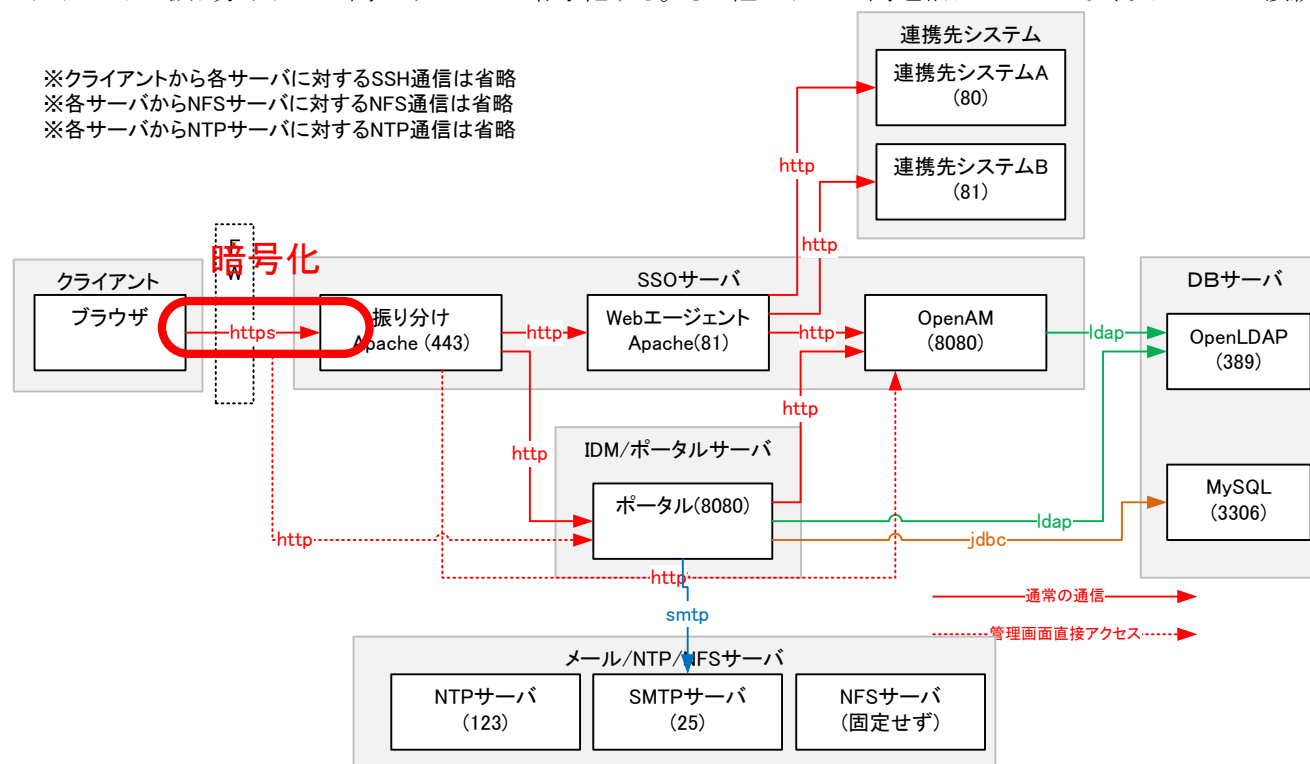 ※クライアントから各サーバに対するSSH通信は省略
※各サーバからNFSサーバに対するNFS通信は省略
※各サーバからNTPサーバに対するNTP通信は省略
連携先システム
連携先システムA
(80)
連携先システムB
(81)
http
http
FW
暗号化
クライアント
ブラウザ
https
SSOサーバ
振り分け
Apache (443)
http
Webエージェント
Apache(81)
http
OpenAM
(8080)
ldap
DBサーバ
OpenLDAP
(389)
MySQL
(3306)
http
http
IDM/ポータルサーバ
ポータル(8080)
http
ldap
jdbc
http
smtp
通常の通信
管理画面直接アクセス
メール/NTP/NFSサーバ
NTPサーバ
(123)
SMTPサーバ
(25)
NFSサーバ
(固定せず)